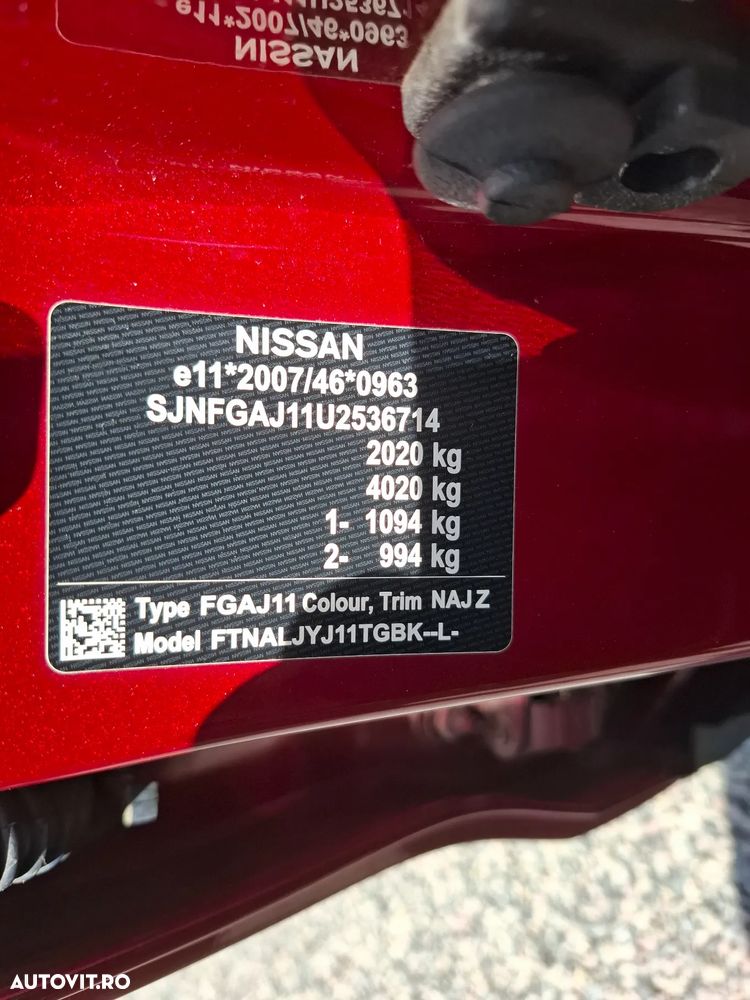 NISSAN
e11*2007/46*0963
SJNFGAJ11U2536714
2020 kg
4020 kg
1- 1094 kg
2- 994 kg
Type FGAJ11 Colour, Trim NAJ Z
Model FTNALJYJ11TGBK--L-
AUTOVIT.RO